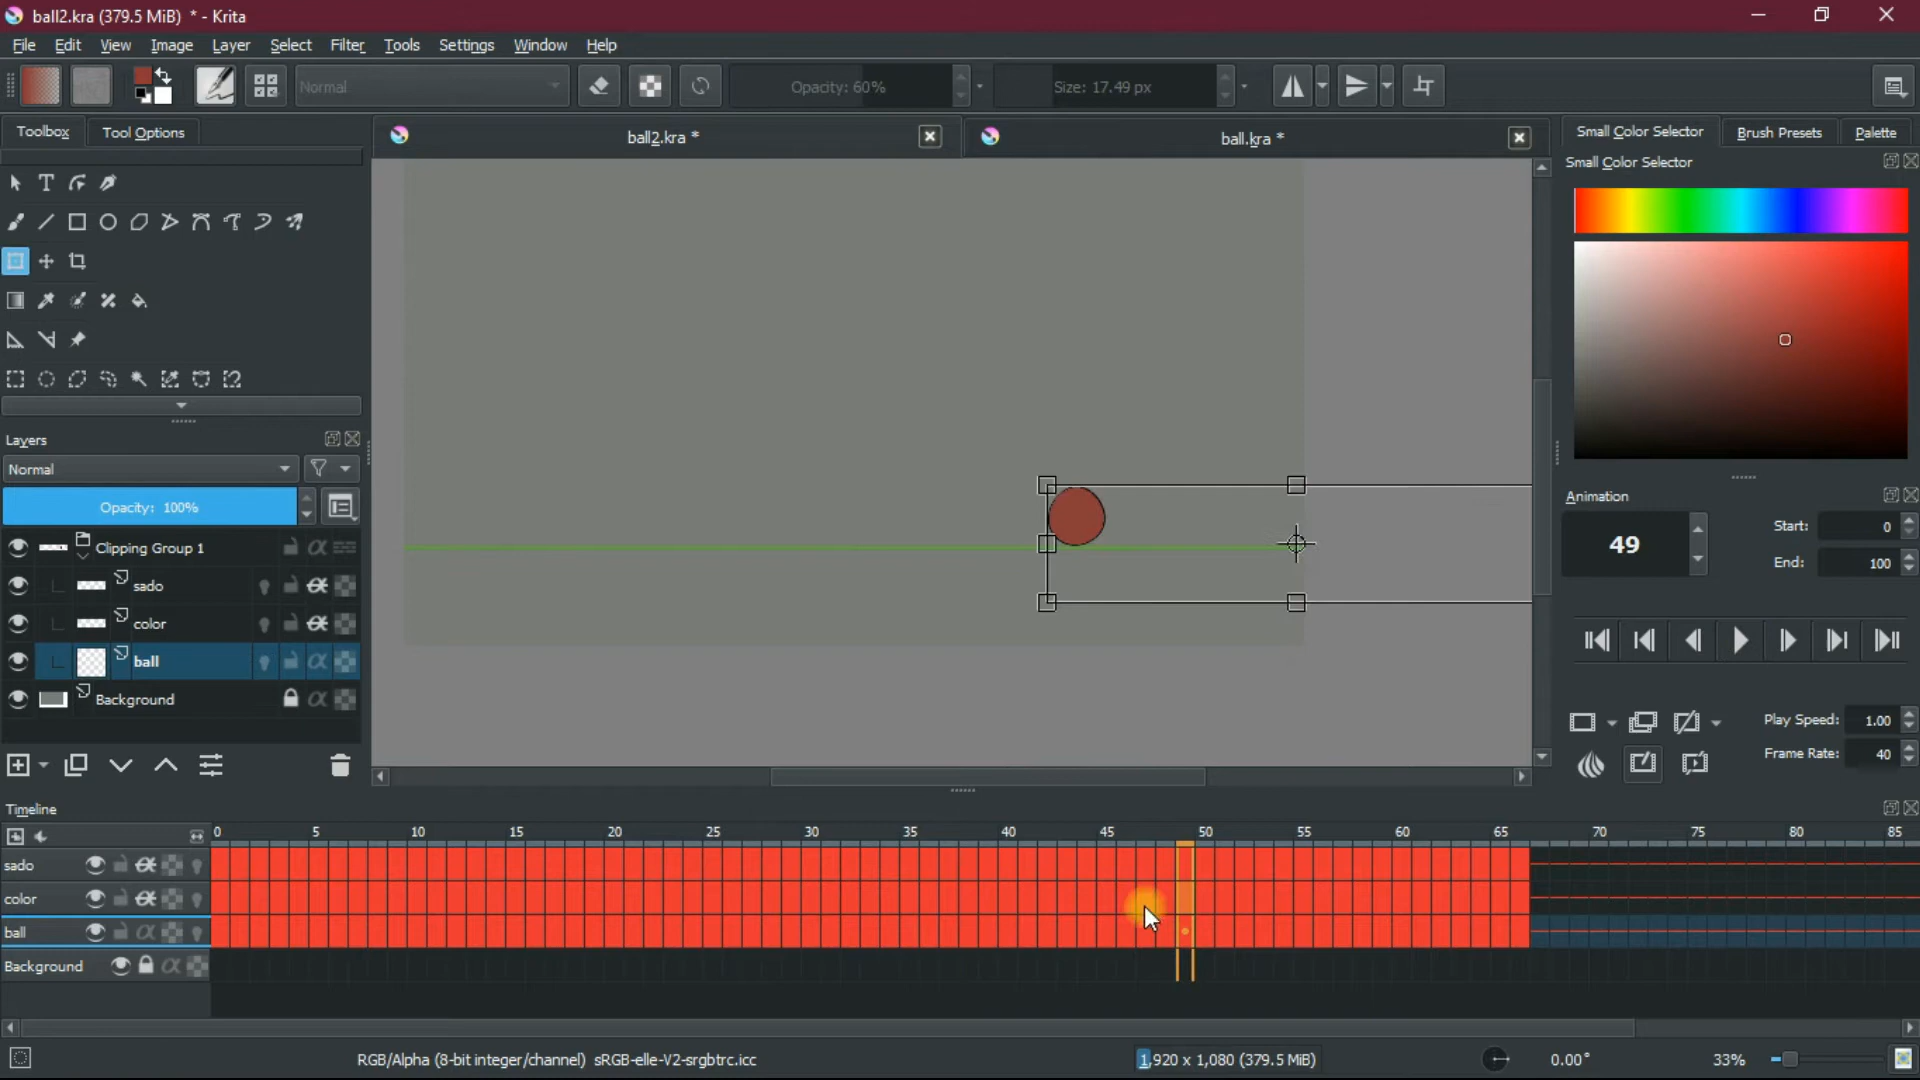 ball2.kra (379.5 MiB) * - Krita
File Edit View Image Layer Select Filter Tools Settings Window Help
Normal Opacity: 60% Size: 17.49 px
Toolbox Tool Options ball2.kra * ball.kra * Small Color Selector Brush Presets Palette
Small Color Selector
Layers
Normal
Opacity: 100%
Clipping Group 1
sado
color
ball
Background
Animation
49 Start: 0
End: 100
Play Speed: 1.00
Frame Rate: 40
Timeline
0 5 10 15 20 25 30 35 40 45 50 55 60 65 70 75 80 85
sado
color
ball
Background
RGB/Alpha (8-bit integer/channel) sRGB-elle-V2-srgbtrc.icc 1,920 x 1,080 (379.5 MiB) 0.00° 33%